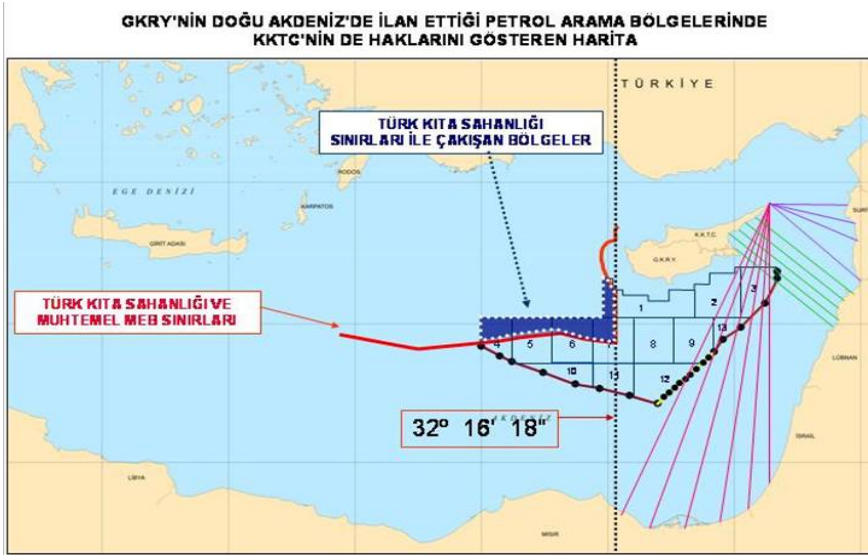 GKRY'NİN DOĞU AKDENİZ'DE İLAN ETTİĞİ PETROL ARAMA BÖLGELERİNDE
KKTC'NİN DE HAKLARINI GÖSTEREN HARİTA
TÜRKİYE
TÜRK KITA SAHANLIĞI
SINIRLARI İLE ÇAKIŞAN BÖLGELER
RODOS
EGE DENİZİ
KARPATOS
GİRİT ADASI
K.K.T.C.
G.K.R.Y.
TÜRK KITA SAHANLIĞI VE
MUHTEMEL MEB SINIRLARI
1
2
3
4
5
6
7
8
9
13
10
11
12
LÜBNAN
AKDENİZ
32° 16' 18"
İSRAİL
LİBYA
MISIR